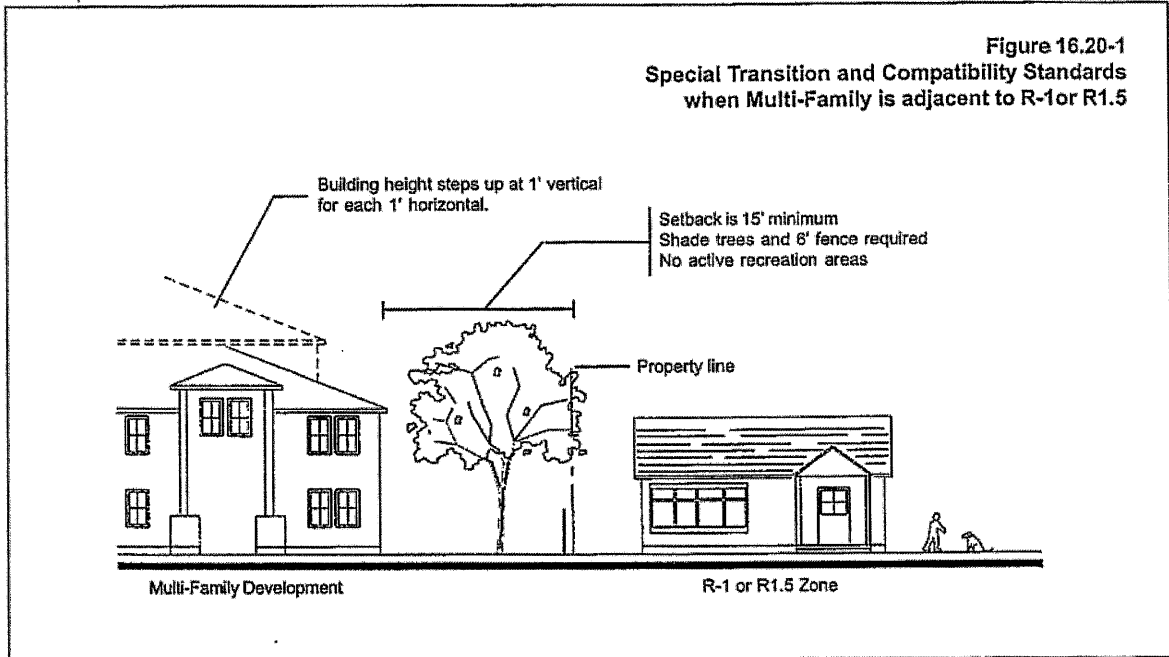 Figure 16.20-1
Special Transition and Compatibility Standards
when Multi-Family is adjacent to R-1or R1.5
Building height steps up at 1' vertical
for each 1' horizontal.
Setback is 15' minimum
Shade trees and 6' fence required
No active recreation areas
Property line
Multi-Family Development
R-1 or R1.5 Zone